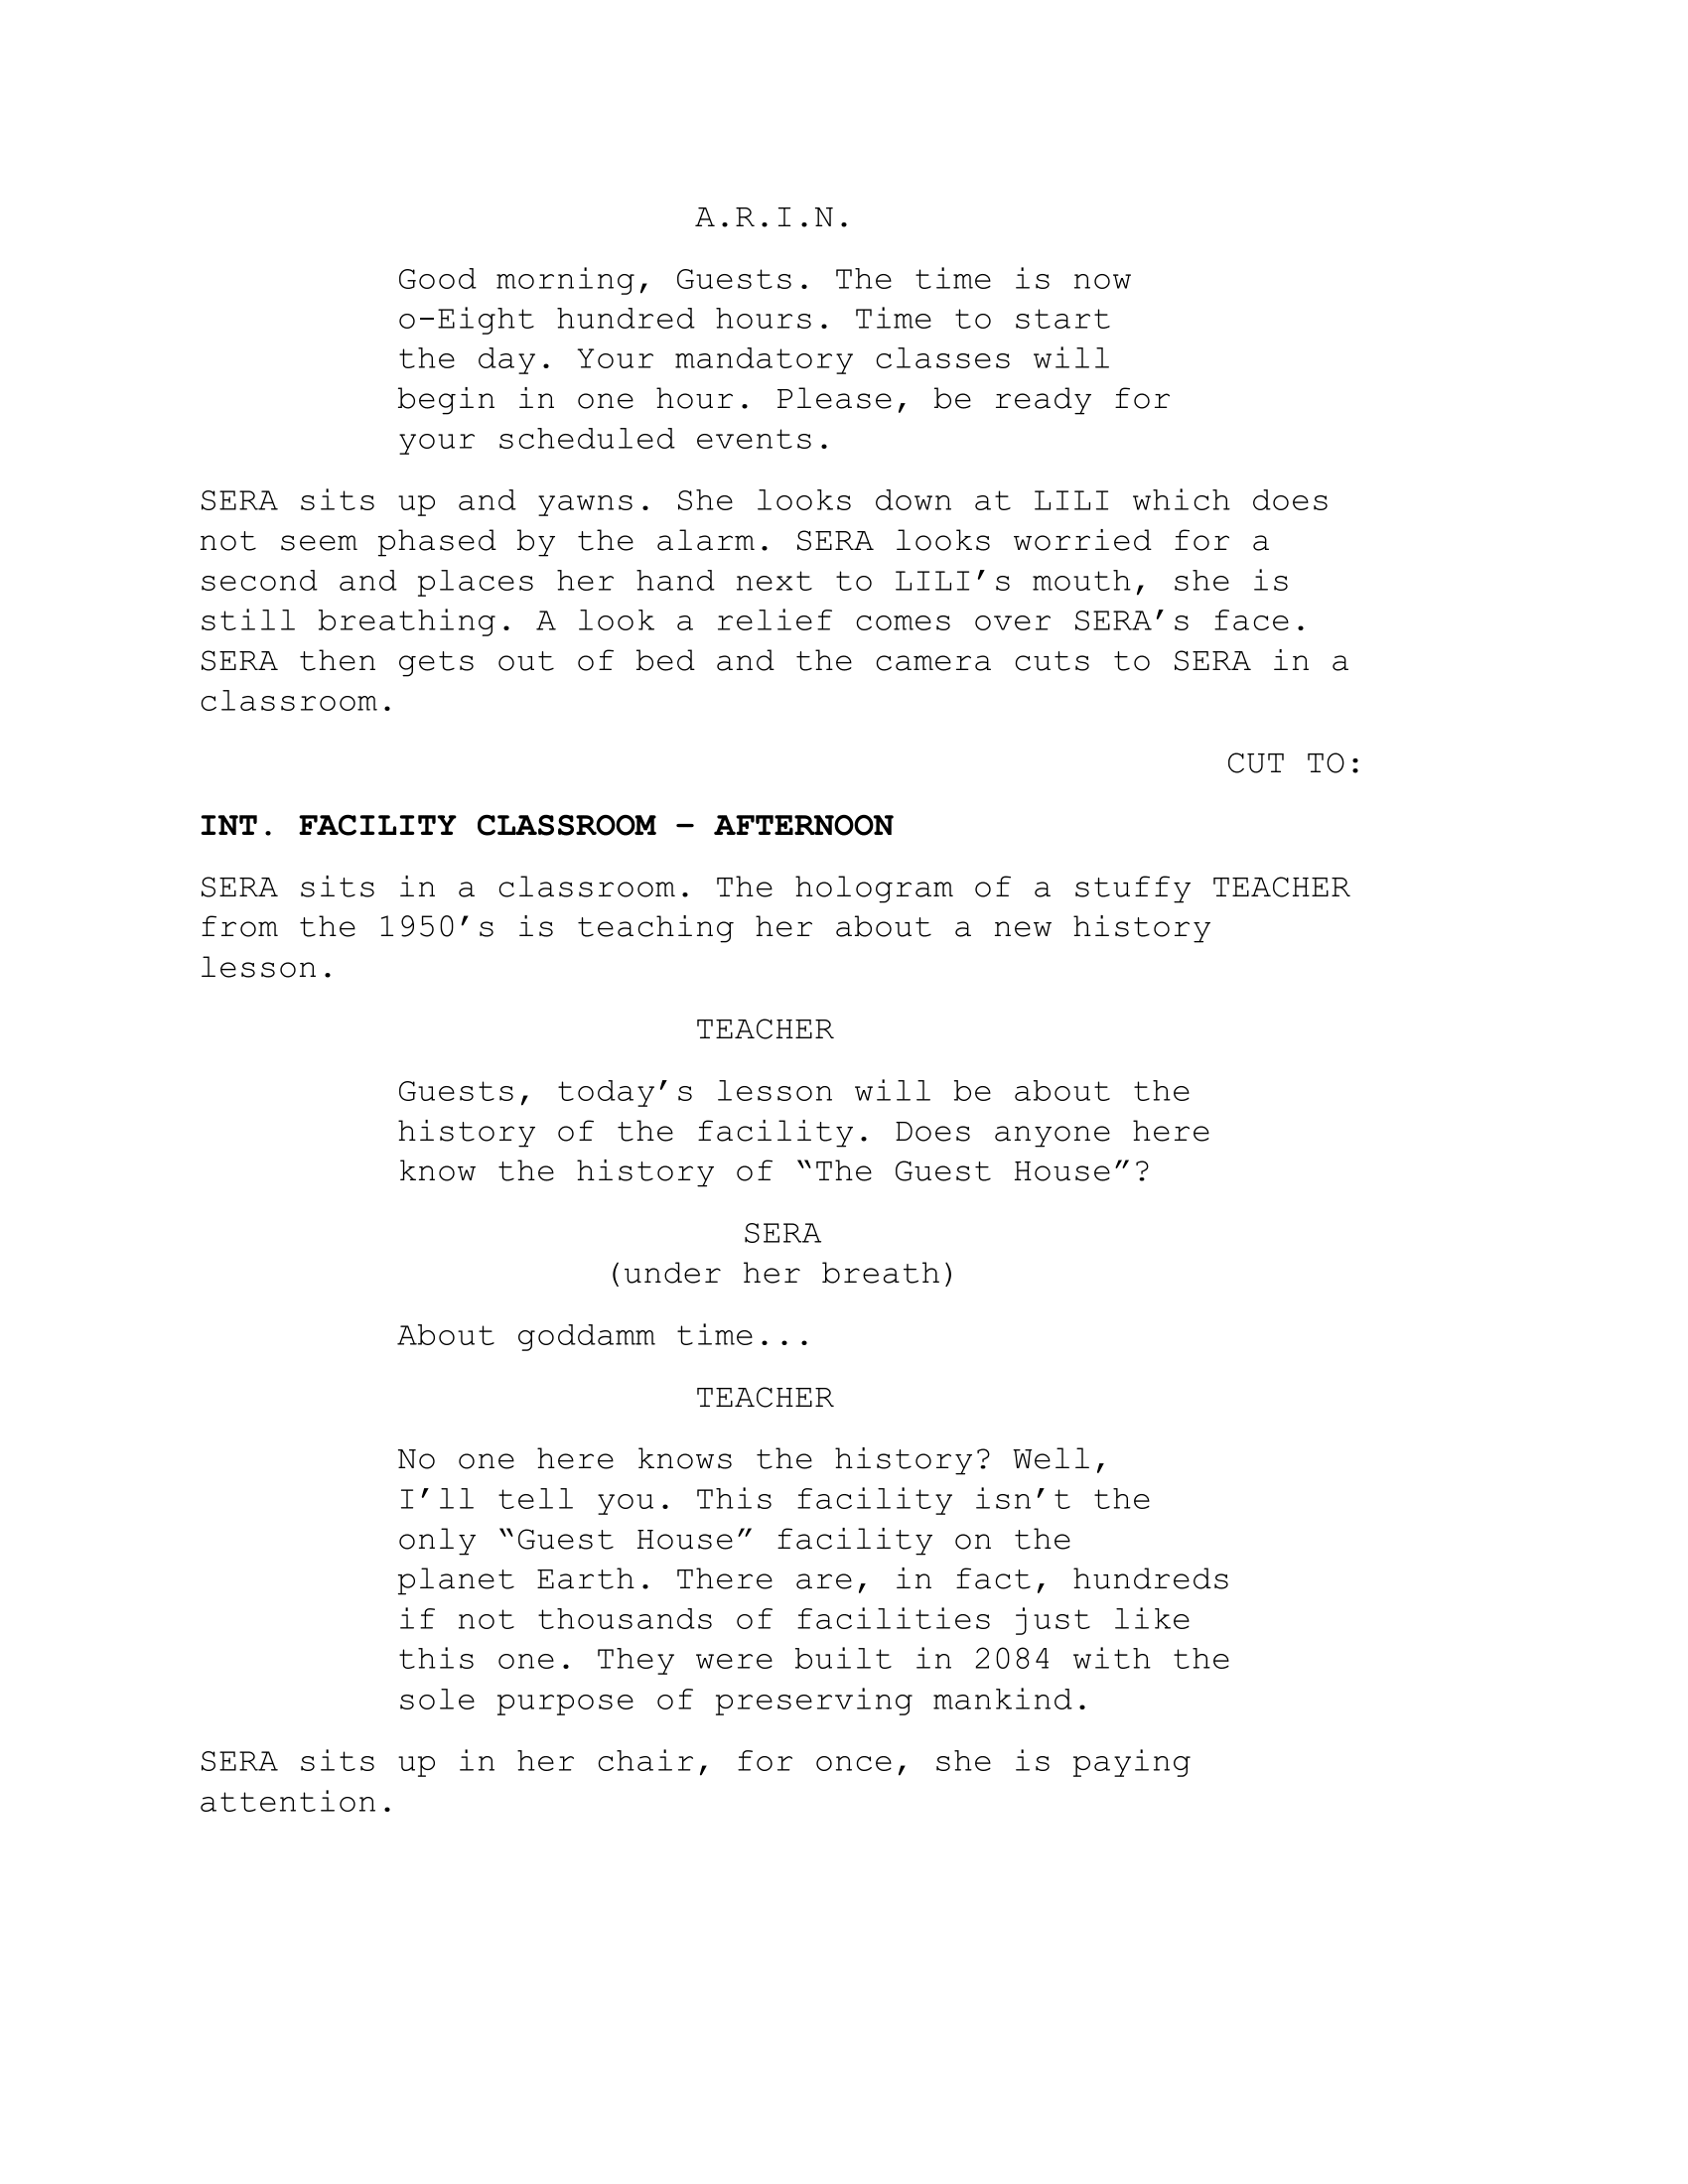 A.R.I.N.
Good morning, Guests. The time is now
o-Eight hundred hours. Time to start
the day. Your mandatory classes will
begin in one hour. Please, be ready for
your scheduled events.
SERA sits up and yawns. She looks down at LILI which does
not seem phased by the alarm. SERA looks worried for a
second and places her hand next to LILI’s mouth, she is
still breathing. A look a relief comes over SERA’s face.
SERA then gets out of bed and the camera cuts to SERA in a
classroom.
CUT TO:
INT. FACILITY CLASSROOM – AFTERNOON
SERA sits in a classroom. The hologram of a stuffy TEACHER
from the 1950’s is teaching her about a new history
lesson.
TEACHER
Guests, today’s lesson will be about the
history of the facility. Does anyone here
know the history of “The Guest House”?
SERA
(under her breath)
About goddamm time...
TEACHER
No one here knows the history? Well,
I’ll tell you. This facility isn’t the
only “Guest House” facility on the
planet Earth. There are, in fact, hundreds
if not thousands of facilities just like
this one. They were built in 2084 with the
sole purpose of preserving mankind.
SERA sits up in her chair, for once, she is paying
attention.